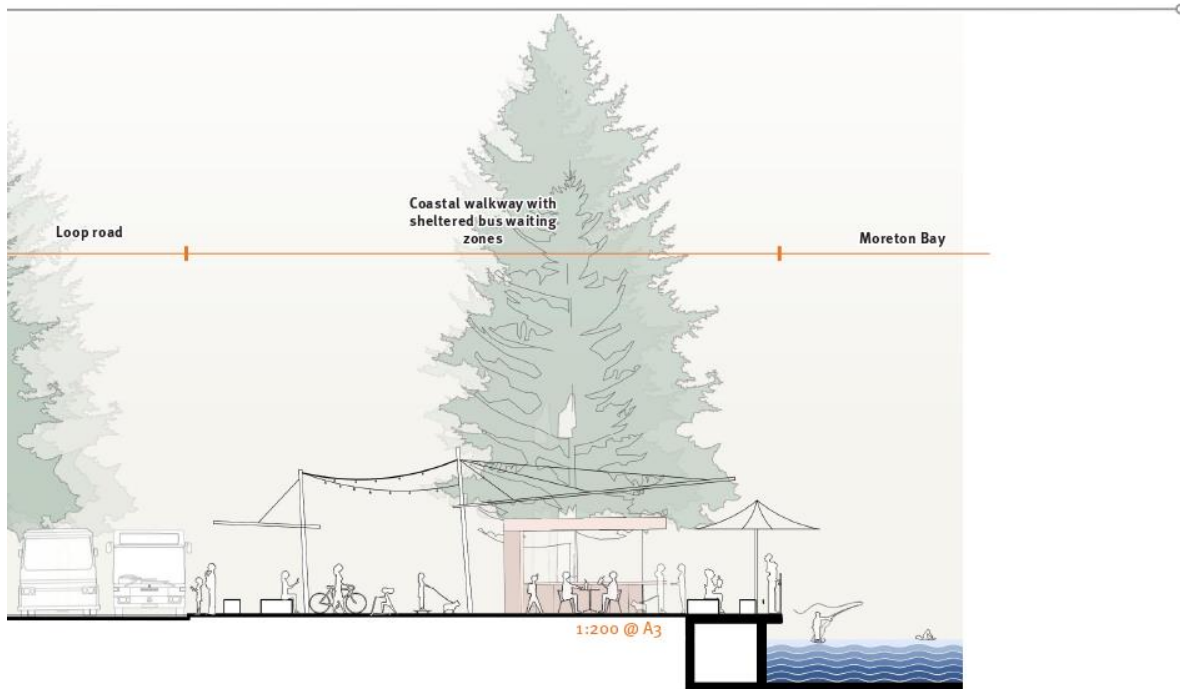 Loop road
Coastal walkway with
sheltered bus waiting
zones
Moreton Bay
1:200 @ A3